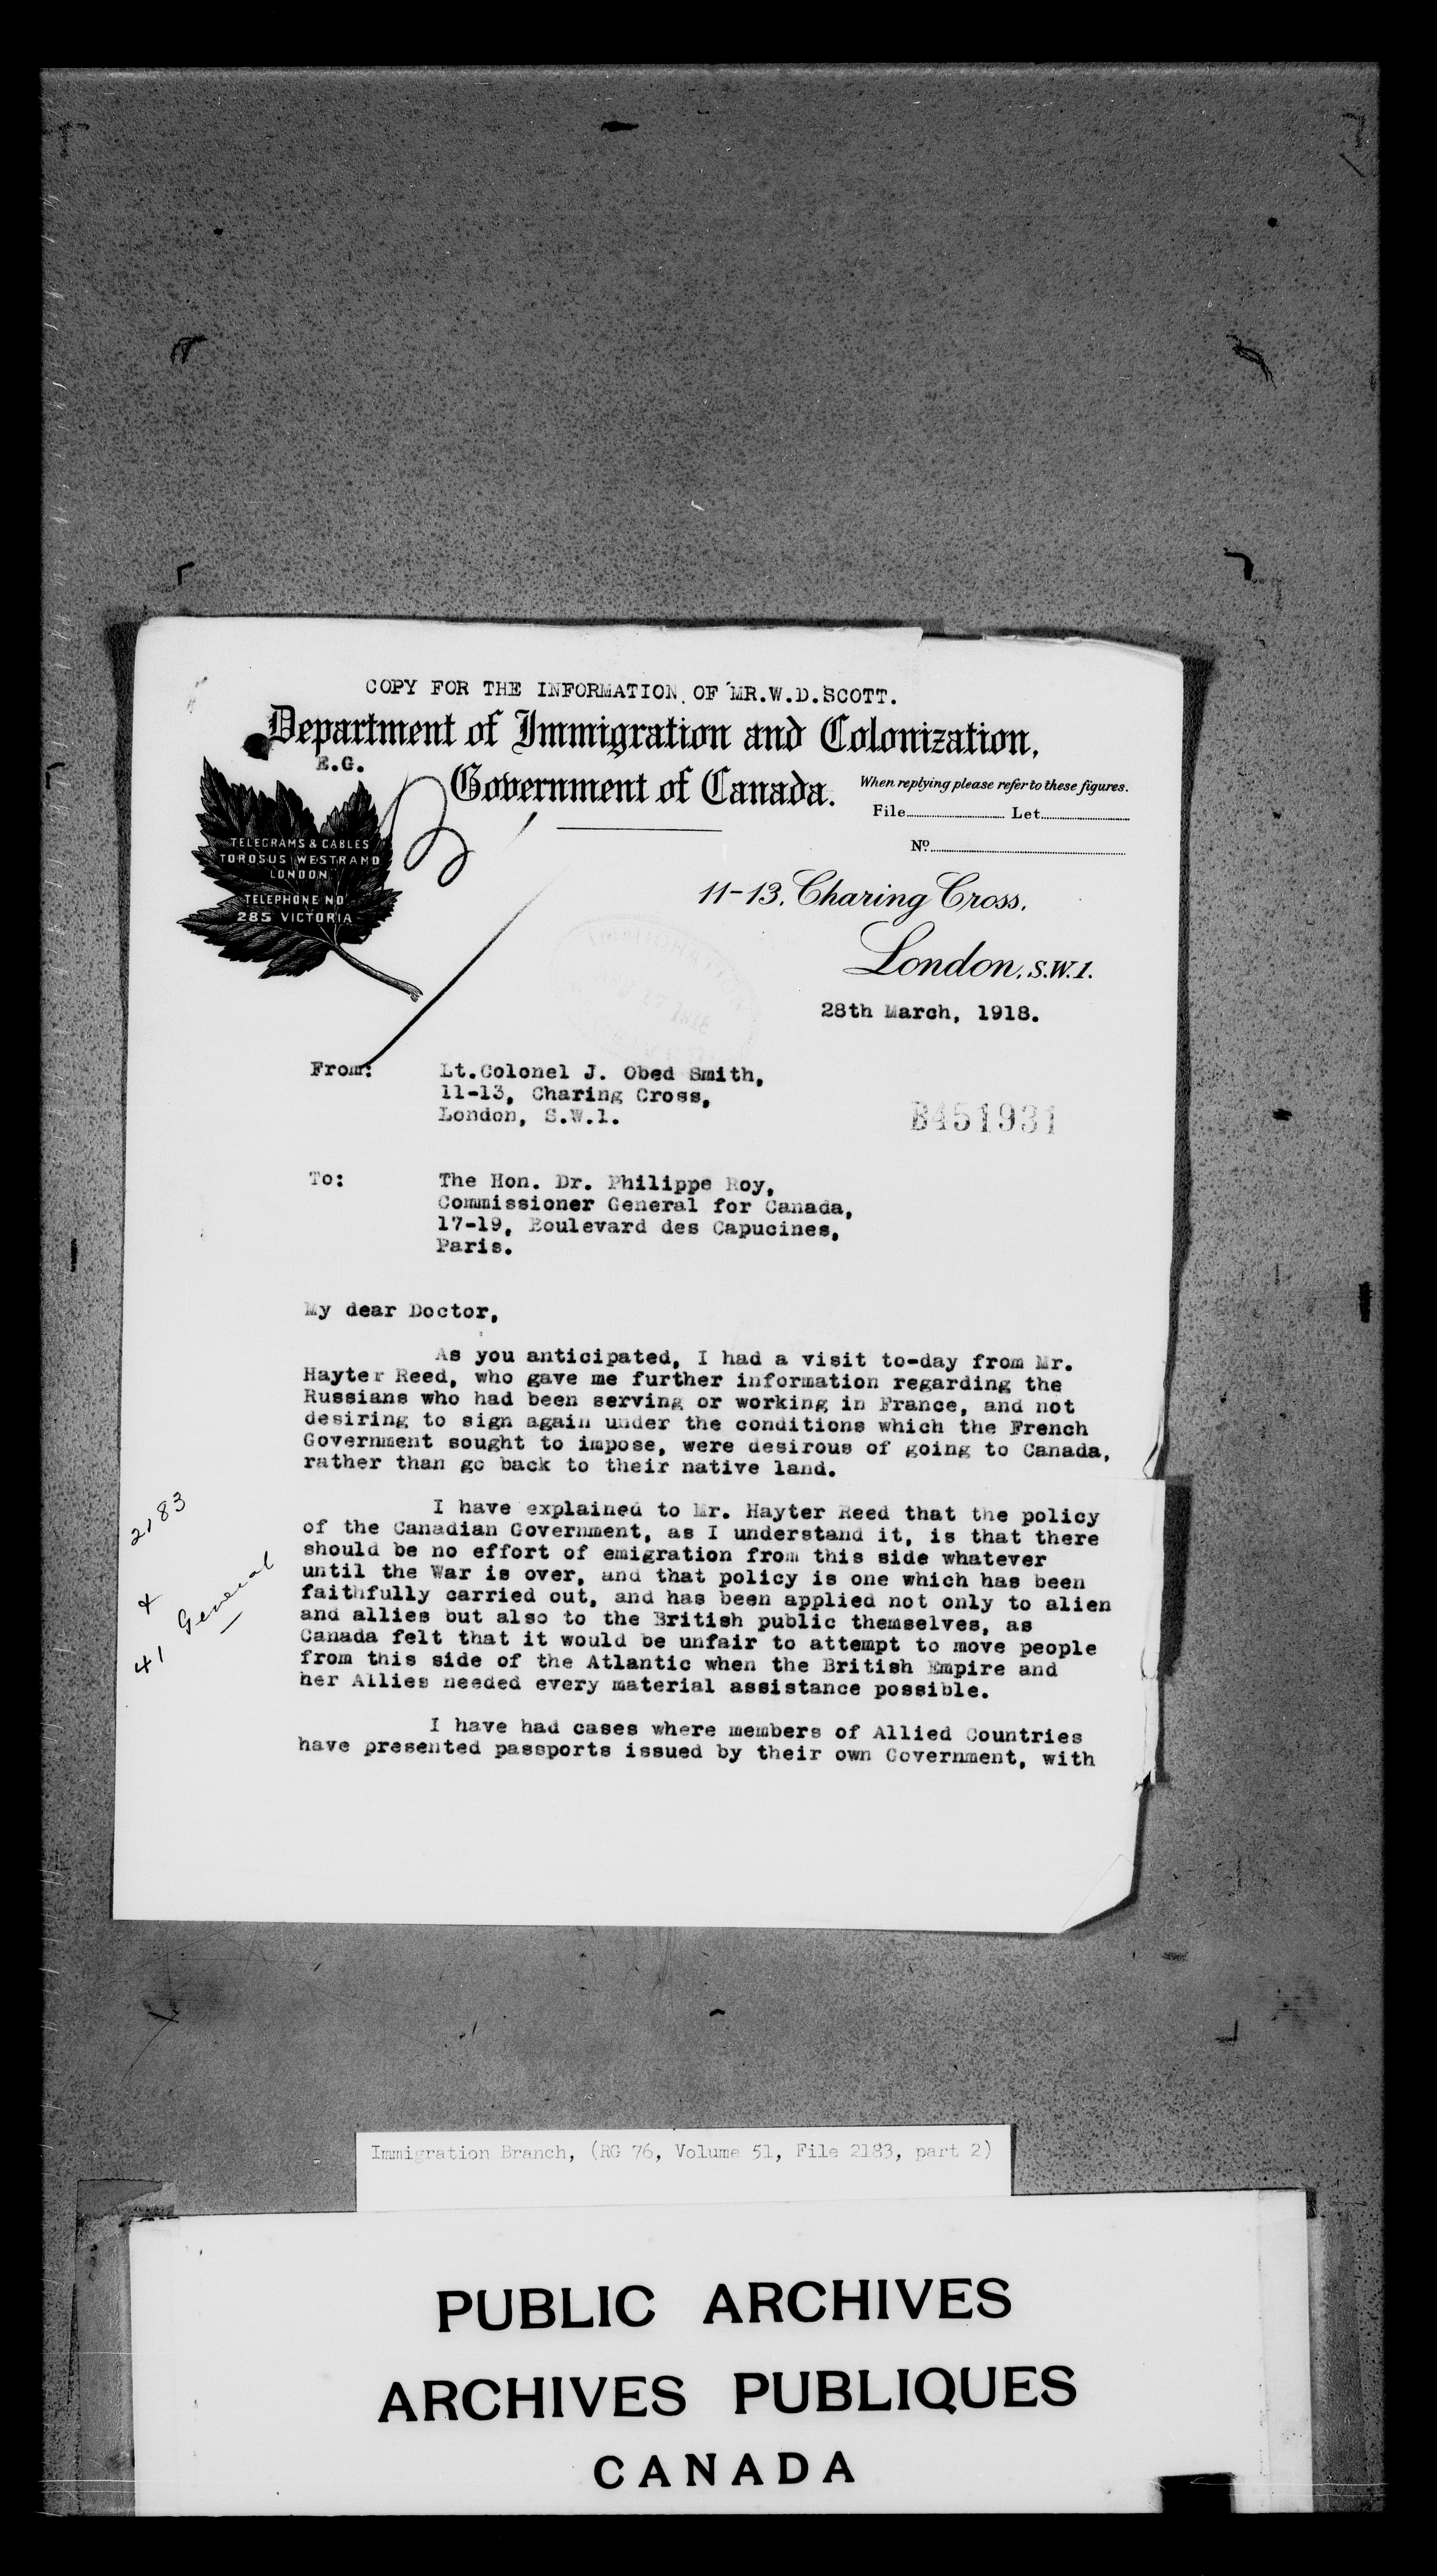 COPY FOR THE INFORMATION OF MR.W.D.SCOTT.
Department of Immigration and Colonization,
E.G.
Government of Canada.
When replying please refer to these figures.
File Let
No
TELEGRAMS & CABLES
TOROSUS WESTRAND
LONDON
TELEPHONE NO
285 VICTORIA
11-13, Charing Cross,
London, S.W.1.
28th March, 1918.
From: Lt.Colonel J. Obed Smith,
11-13, Charing Cross,
London, S.W.1.
B451931
To: The Hon. Dr. Philippe Roy,
Commissioner General for Canada,
17-19, Boulevard des Capucines,
Paris.
My dear Doctor,
As you anticipated, I had a visit to-day from Mr.
Hayter Reed, who gave me further information regarding the
Russians who had been serving or working in France, and not
desiring to sign again under the conditions which the French
Government sought to impose, were desirous of going to Canada,
rather than go back to their native land.
I have explained to Mr. Hayter Reed that the policy
of the Canadian Government, as I understand it, is that there
should be no effort of emigration from this side whatever
until the War is over, and that policy is one which has been
faithfully carried out, and has been applied not only to alien
and allies but also to the British public themselves, as
Canada felt that it would be unfair to attempt to move people
from this side of the Atlantic when the British Empire and
her Allies needed every material assistance possible.
I have had cases where members of Allied Countries
have presented passports issued by their own Government, with
2183
&
41 General
Immigration Branch, (RG 76, Volume 51, File 2183, part 2)
PUBLIC ARCHIVES
ARCHIVES PUBLIQUES
CANADA